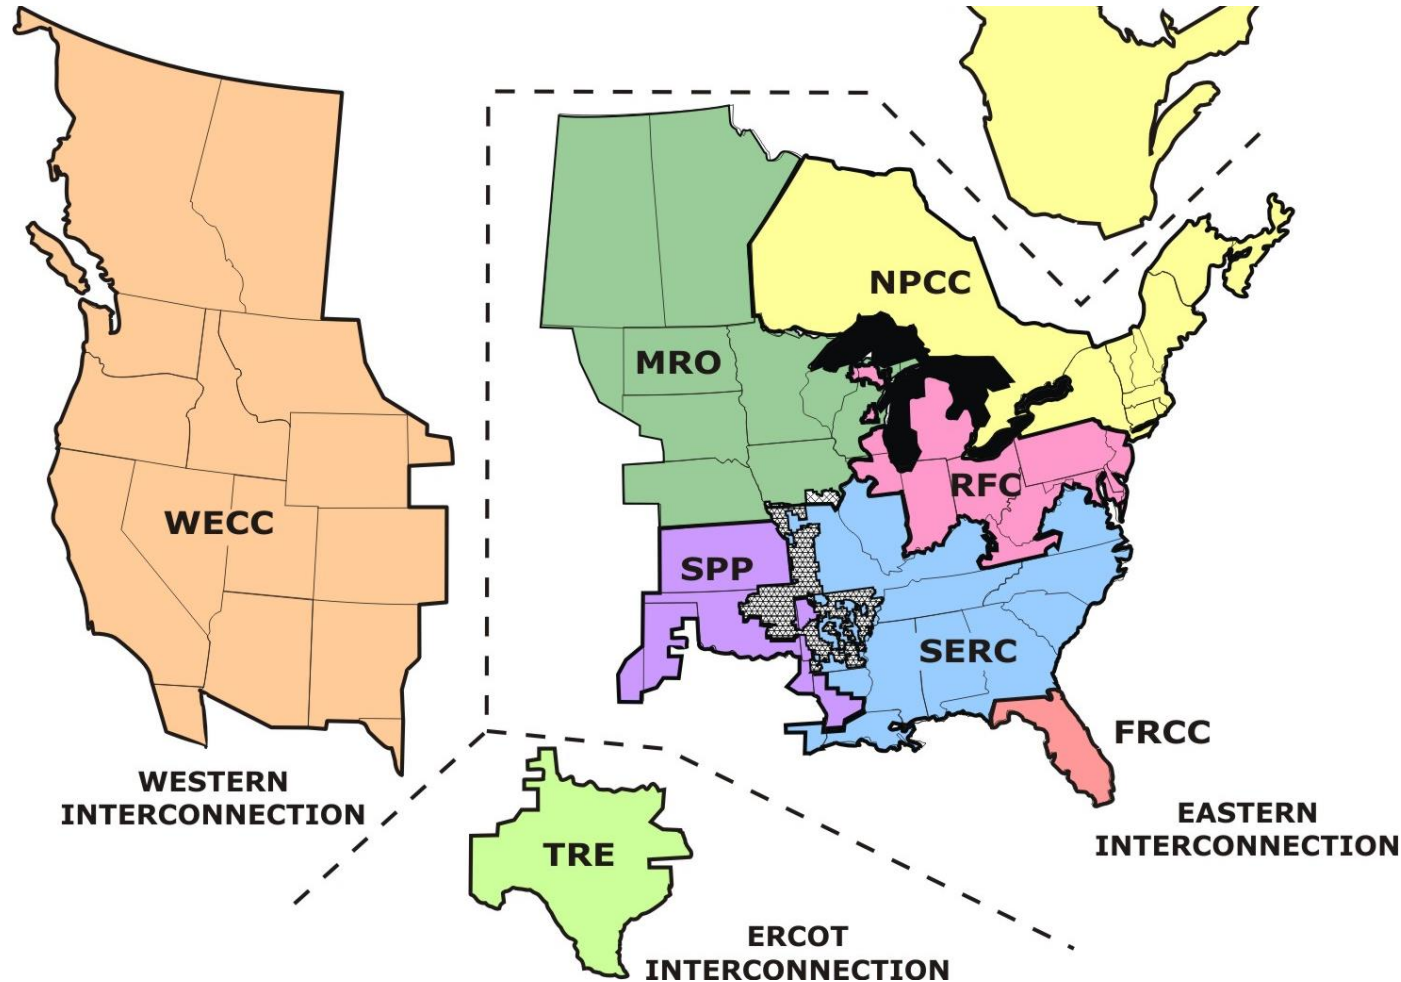 NPCC
MRO
RFC
WECC
SPP
SERC
FRCC
WESTERN
INTERCONNECTION
EASTERN
INTERCONNECTION
TRE
ERCOT
INTERCONNECTION